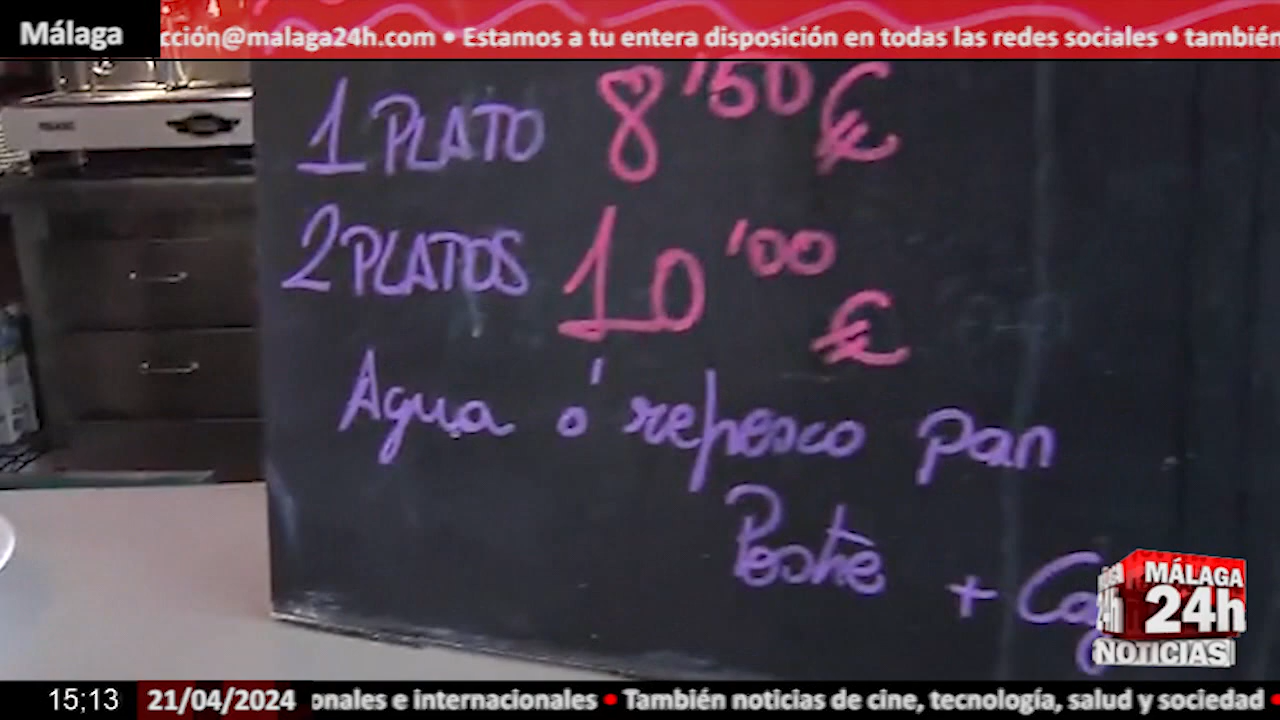 Málaga
cción@malaga24h.com • Estamos a tu entera disposición en todas las redes sociales • también
1 PLATO 8'50 €
2 PLATOS 10'00 €
Agua ó refresco pan
Postre
+ Ca
MÁLAGA
24h
NOTICIAS
15:13 21/04/2024 onales e internacionales • También noticias de cine, tecnología, salud y sociedad •